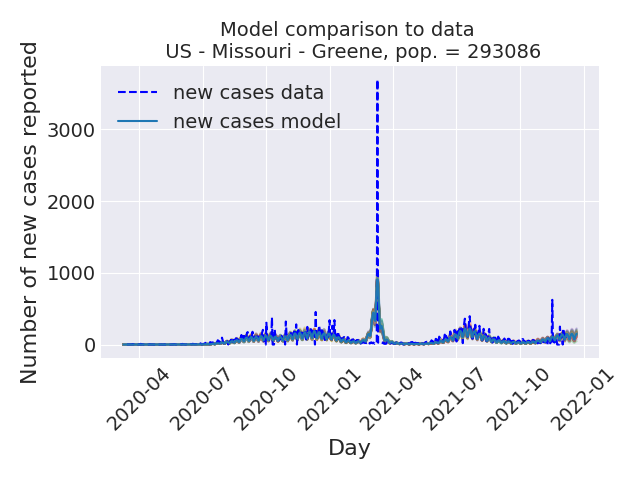 Model comparison to data
US - Missouri - Greene, pop. = 293086
Number of new cases reported
new cases data
new cases model
3000
2000
1000
0
2020-04
2020-07
2020-10
2021-01
2021-04
2021-07
2021-10
2022-01
Day